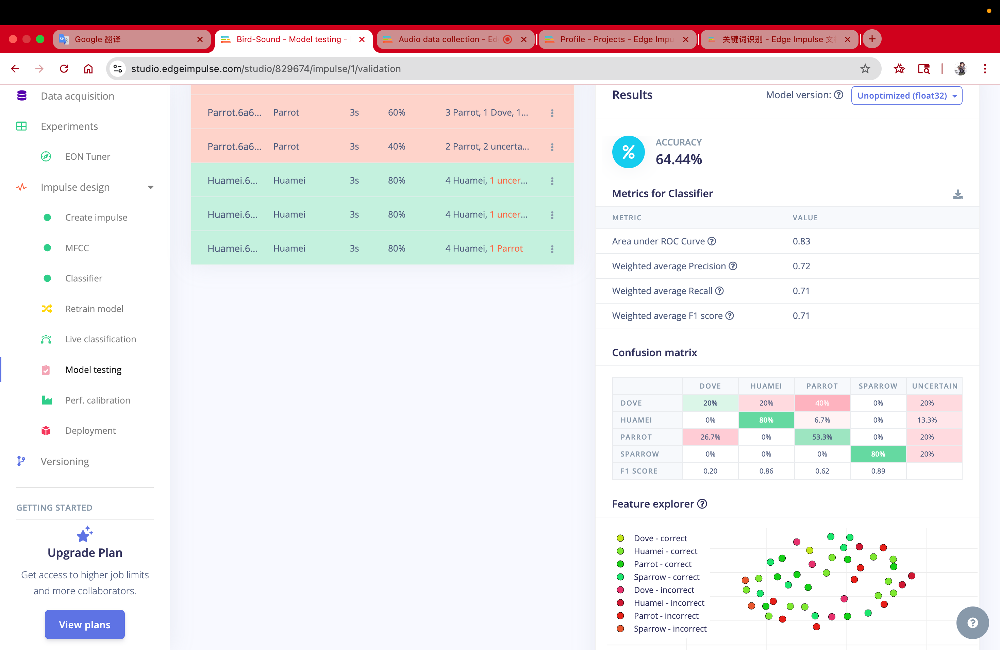 Google 翻译
Bird-Sound - Model testing -
Audio data collection - Ed
Profile - Projects - Edge Impu
关键词识别 - Edge Impulse 文
studio.edgeimpulse.com/studio/829674/impulse/1/validation
Data acquisition
Experiments
EON Tuner
Impulse design
Create impulse
MFCC
Classifier
Retrain model
Live classification
Model testing
Perf. calibration
Deployment
Versioning
GETTING STARTED
Upgrade Plan
Get access to higher job limits
and more collaborators.
View plans
Parrot.6a6... Parrot 3s 60% 3 Parrot, 1 Dove, 1...
Parrot.6a6... Parrot 3s 40% 2 Parrot, 2 uncerta...
Huamei.6... Huamei 3s 80% 4 Huamei, 1 uncer...
Huamei.6... Huamei 3s 80% 4 Huamei, 1 uncer...
Huamei.6... Huamei 3s 80% 4 Huamei, 1 Parrot
Results Model version: ? Unoptimized (float32)
%
ACCURACY
64.44%
Metrics for Classifier
METRIC VALUE
Area under ROC Curve ? 0.83
Weighted average Precision ? 0.72
Weighted average Recall ? 0.71
Weighted average F1 score ? 0.71
Confusion matrix
DOVE HUAMEI PARROT SPARROW UNCERTAIN
DOVE 20% 20% 40% 0% 20%
HUAMEI 0% 80% 6.7% 0% 13.3%
PARROT 26.7% 0% 53.3% 0% 20%
SPARROW 0% 0% 0% 80% 20%
F1 SCORE 0.20 0.86 0.62 0.89
Feature explorer ?
Dove - correct
Huamei - correct
Parrot - correct
Sparrow - correct
Dove - incorrect
Huamei - incorrect
Parrot - incorrect
Sparrow - incorrect
?